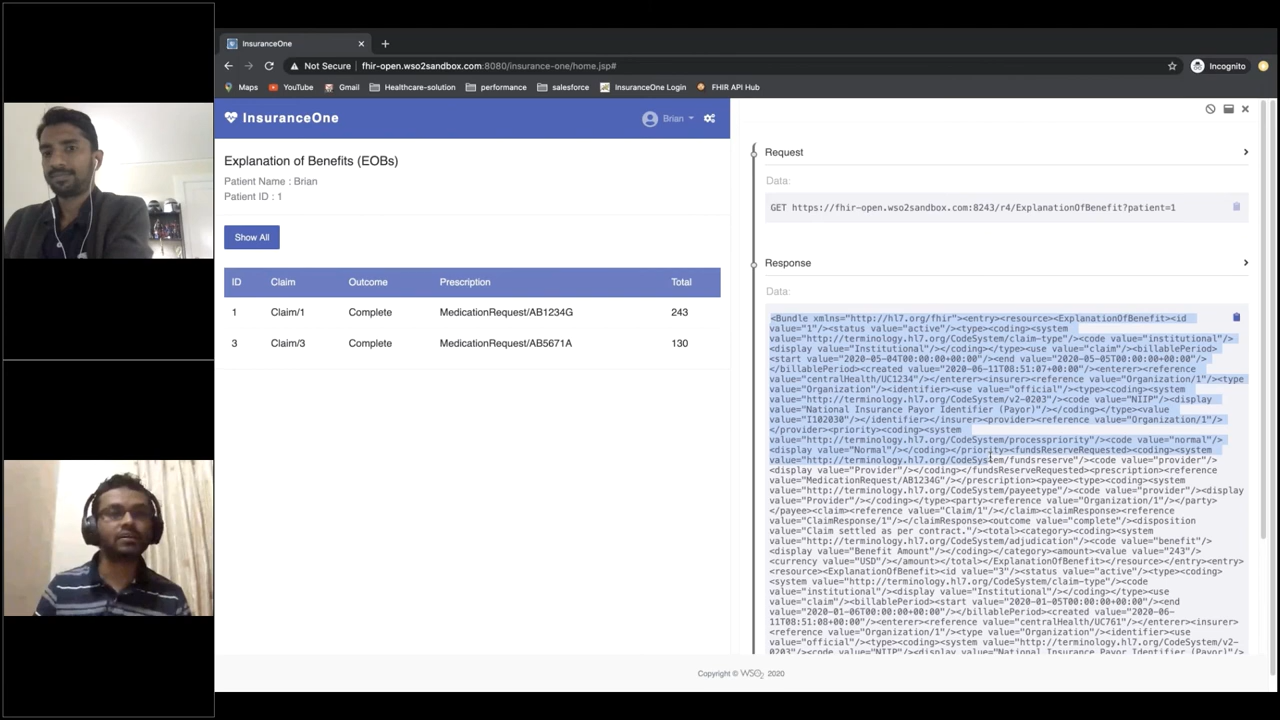 InsuranceOne
Not Secure fhir-open.wso2sandbox.com:8080/insurance-one/home.jsp#
Incognito
Maps YouTube Gmail Healthcare-solution performance salesforce InsuranceOne Login FHIR API Hub
InsuranceOne
Brian
Explanation of Benefits (EOBs)
Patient Name : Brian
Patient ID : 1
Show All
ID Claim Outcome Prescription Total
1 Claim/1 Complete MedicationRequest/AB1234G 243
3 Claim/3 Complete MedicationRequest/AB5671A 130
Request
Data:
GET https://fhir-open.wso2sandbox.com:8243/r4/ExplanationOfBenefit?patient=1
Response
Data:
<Bundle xmlns="http://hl7.org/fhir"><entry><resource><ExplanationOfBenefit><id
value="1"/><status value="active"/><type><coding><system
value="http://terminology.hl7.org/CodeSystem/claim-type"/><code value="institutional"/>
<display value="Institutional"/></coding></type><use value="claim"/><billablePeriod>
<start value="2020-05-04T00:00:00+00:00"/><end value="2020-05-05T00:00:00+00:00"/>
</billablePeriod><created value="2020-06-11T08:51:07+00:00"/><enterer><reference
value="centralHealth/UC1234"/></enterer><insurer><reference value="Organization/1"/><type
value="Organization"/><identifier><use value="official"/><type><coding><system
value="http://terminology.hl7.org/CodeSystem/v2-0203"/><code value="NIIP"/><display
value="National Insurance Payor Identifier (Payor)"/></coding></type><value
value="I102030"/></identifier></insurer><provider><reference value="Organization/1"/>
</provider><priority><coding><system
value="http://terminology.hl7.org/CodeSystem/processpriority"/><code value="normal"/>
<display value="Normal"/></coding></priority><fundsReserveRequested><coding><system
value="http://terminology.hl7.org/CodeSystem/fundsreserve"/><code value="provider"/>
<display value="Provider"/></coding></fundsReserveRequested><prescription><reference
value="MedicationRequest/AB1234G"/></prescription><payee><type><coding><system
value="http://terminology.hl7.org/CodeSystem/payeetype"/><code value="provider"/><display
value="Provider"/></coding></type><party><reference value="Organization/1"/></party>
</payee><claim><reference value="Claim/1"/></claim><claimResponse><reference
value="ClaimResponse/1"/></claimResponse><outcome value="complete"/><disposition
value="Claim settled as per contract."/><total><category><coding><system
value="http://terminology.hl7.org/CodeSystem/adjudication"/><code value="benefit"/>
<display value="Benefit Amount"/></coding></category><amount><value value="243"/>
<currency value="USD"/></amount></total></ExplanationOfBenefit></resource></entry><entry>
<resource><ExplanationOfBenefit><id value="3"/><status value="active"/><type><coding>
<system value="http://terminology.hl7.org/CodeSystem/claim-type"/><code
value="institutional"/><display value="Institutional"/></coding></type><use
value="claim"/><billablePeriod><start value="2020-01-05T00:00:00+00:00"/><end
value="2020-01-06T00:00:00+00:00"/></billablePeriod><created value="2020-06-
11T08:51:08+00:00"/><enterer><reference value="centralHealth/UC761"/></enterer><insurer>
<reference value="Organization/1"/><type value="Organization"/><identifier><use
value="official"/><type><coding><system value="http://terminology.hl7.org/CodeSystem/v2-
0203"/><code value="NIIP"/><display value="National Insurance Payor Identifier (Payor)"/>
Copyright © WSO2 2020